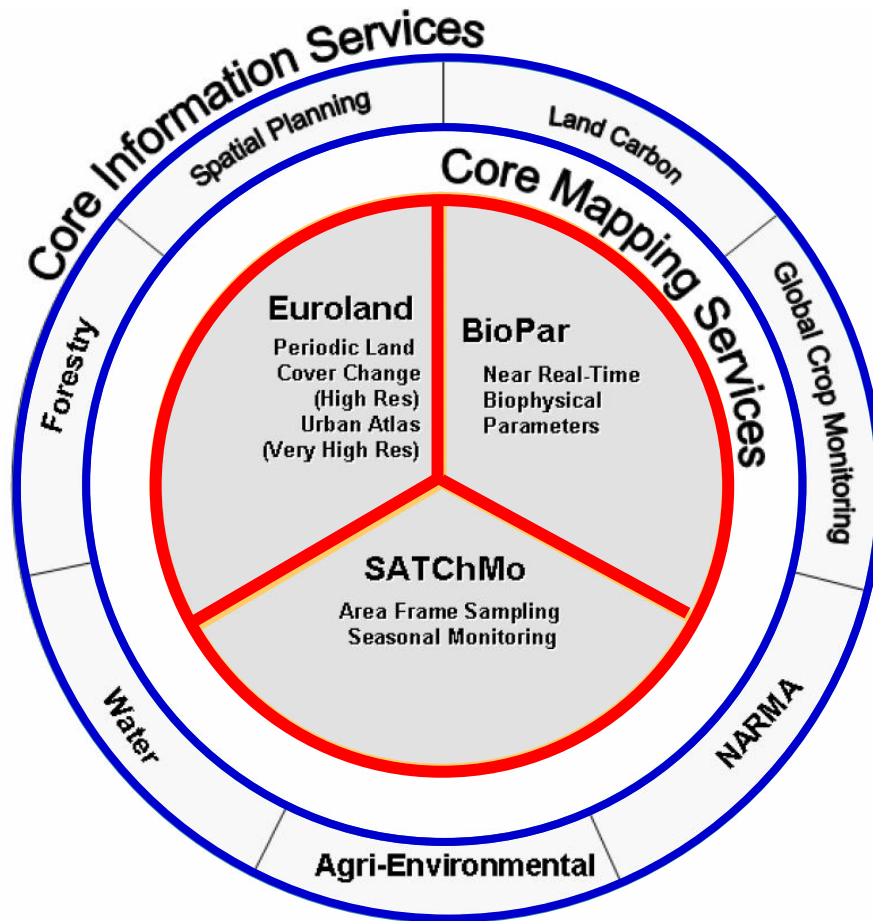 Core Information Services
Spatial Planning
Land Carbon
Global Crop Monitoring
NARMA
Agri-Environmental
Water
Forestry
Core Mapping Services
Euroland
Periodic Land
Cover Change
(High Res)
Urban Atlas
(Very High Res)
BioPar
Near Real-Time
Biophysical
Parameters
SATChMo
Area Frame Sampling
Seasonal Monitoring